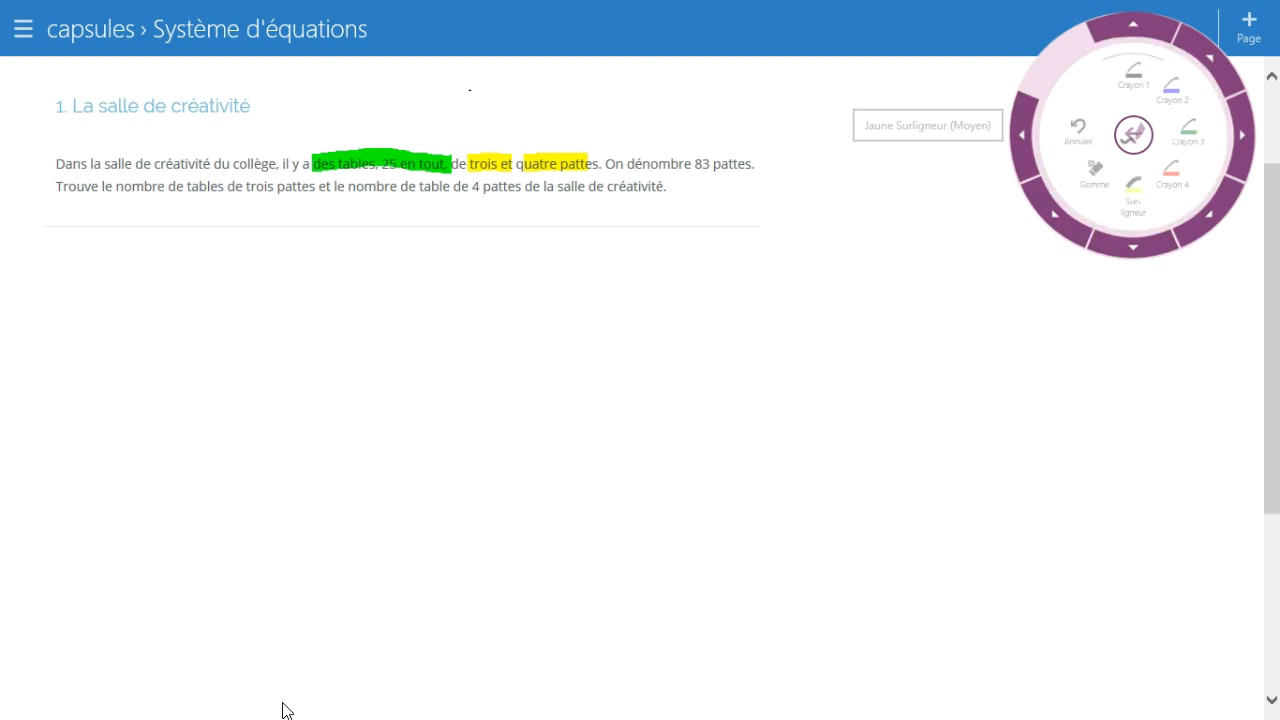 capsules › Système d'équations
Page
1. La salle de créativité
Jaune Surligneur (Moyen)
Dans la salle de créativité du collège, il y a des tables, 25 en tout, de trois et quatre pattes. On dénombre 83 pattes.
Trouve le nombre de tables de trois pattes et le nombre de table de 4 pattes de la salle de créativité.
Crayon 1
Crayon 2
Annuler
Crayon 3
Gomme
Crayon 4
Sur-
ligneur